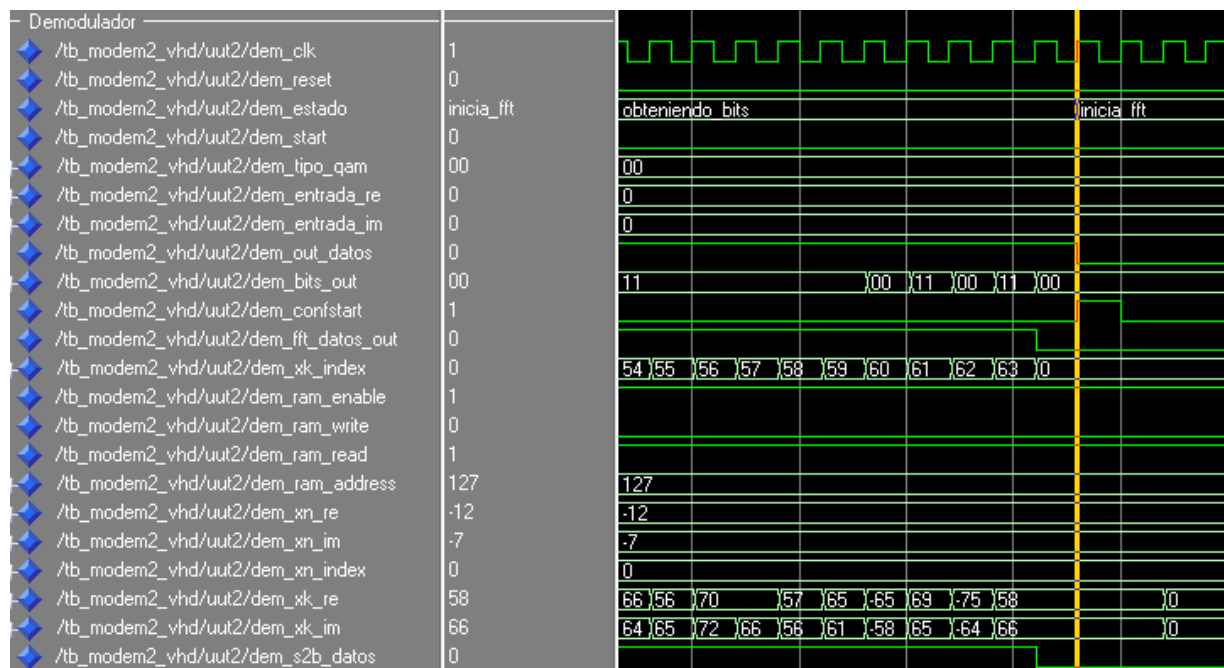 Demodulador
/tb_modem2_vhd/uut2/dem_clk 1
/tb_modem2_vhd/uut2/dem_reset 0
/tb_modem2_vhd/uut2/dem_estado inicia_fft obteniendo_bits inicia_fft
/tb_modem2_vhd/uut2/dem_start 0
/tb_modem2_vhd/uut2/dem_tipo_qam 00 00
/tb_modem2_vhd/uut2/dem_entrada_re 0 0
/tb_modem2_vhd/uut2/dem_entrada_im 0 0
/tb_modem2_vhd/uut2/dem_out_datos 0
/tb_modem2_vhd/uut2/dem_bits_out 00 11 00 11 00 11 00
/tb_modem2_vhd/uut2/dem_confstart 1
/tb_modem2_vhd/uut2/dem_fft_datos_out 0
/tb_modem2_vhd/uut2/dem_xk_index 0 54 55 56 57 58 59 60 61 62 63 0
/tb_modem2_vhd/uut2/dem_ram_enable 1
/tb_modem2_vhd/uut2/dem_ram_write 0
/tb_modem2_vhd/uut2/dem_ram_read 1
/tb_modem2_vhd/uut2/dem_ram_address 127 127
/tb_modem2_vhd/uut2/dem_xn_re -12 -12
/tb_modem2_vhd/uut2/dem_xn_im -7 -7
/tb_modem2_vhd/uut2/dem_xn_index 0 0
/tb_modem2_vhd/uut2/dem_xk_re 58 66 56 70 57 65 -65 69 -75 58 0
/tb_modem2_vhd/uut2/dem_xk_im 66 64 65 72 66 56 61 -58 65 -64 66 0
/tb_modem2_vhd/uut2/dem_s2b_datos 0